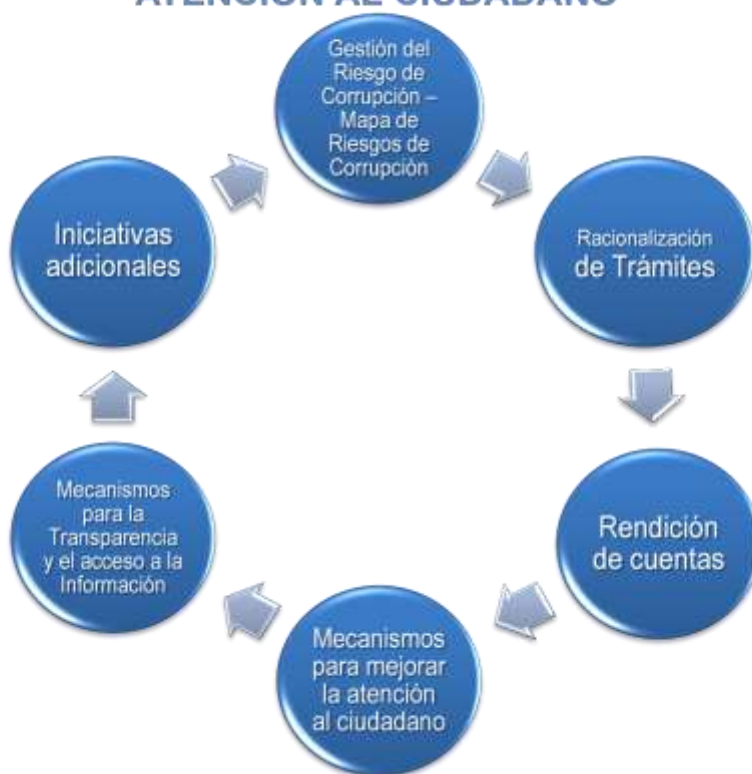 ATENCIÓN AL CIUDADANO
Gestión del
Riesgo de
Corrupción –
Mapa de
Riesgos de
Corrupción
Racionalización
de Trámites
Rendición
de cuentas
Mecanismos
para mejorar
la atención
al ciudadano
Mecanismos
para la
Transparencia
y el acceso a la
Información
Iniciativas
adicionales